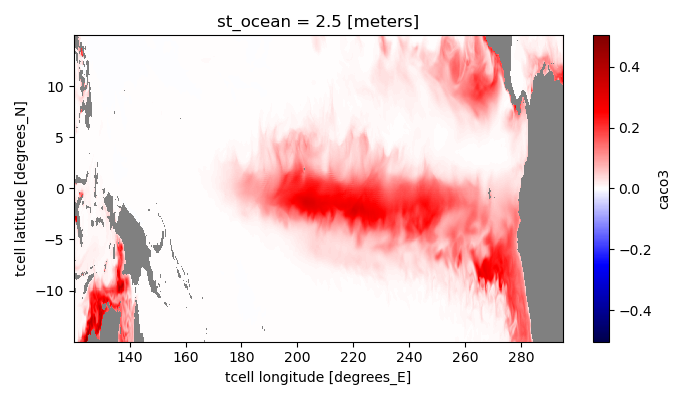 st_ocean = 2.5 [meters]
tcell latitude [degrees_N]
10
5
0
−5
−10
140 160 180 200 220 240 260 280
tcell longitude [degrees_E]
0.4
0.2
0.0
−0.2
−0.4
caco3